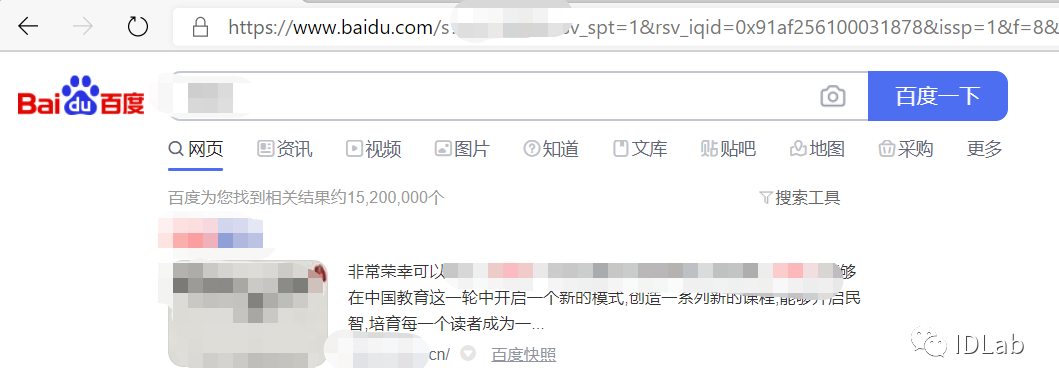 https://www.baidu.com/s
sv_spt=1&rsv_iqid=0x91af256100031878&issp=1&f=8&
Baidu百度
百度一下
网页 资讯 视频 图片 知道 文库 贴吧 地图 采购 更多
百度为您找到相关结果约15,200,000个
搜索工具
非常荣幸可以
够
在中国教育这一轮中开启一个新的模式,创造一系列新的课程,能够开启民
智,培育每一个读者成为一...
cn/ 百度快照
IDLab